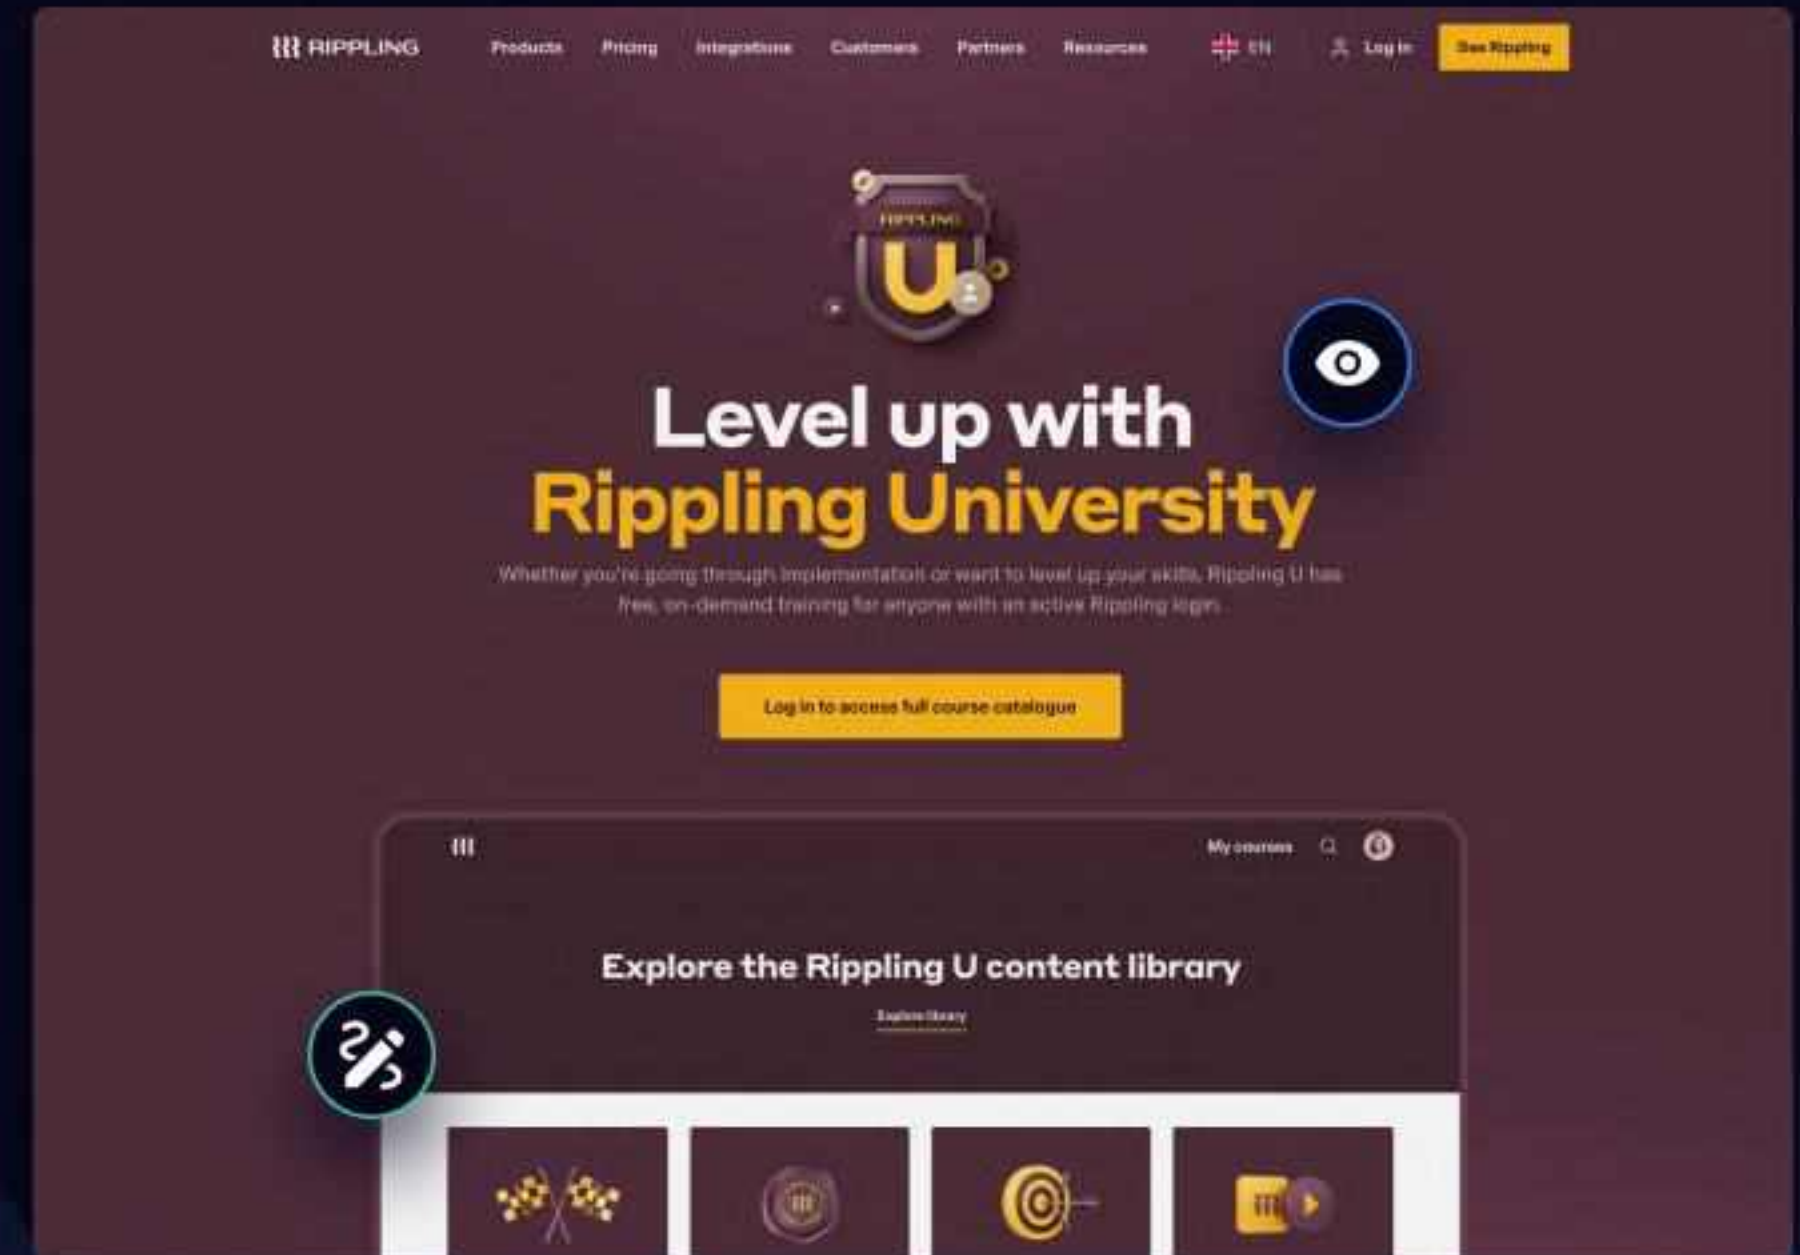 RIPPLING
Products Pricing Integrations Customers Partners Resources EN Log in See Rippling
RIPPLING
U
Level up with
Rippling University
Whether you're going through implementation or want to level up your skills, Rippling U has
free, on-demand training for anyone with an active Rippling login.
Log in to access full course catalogue
My courses
Explore the Rippling U content library
Explore library